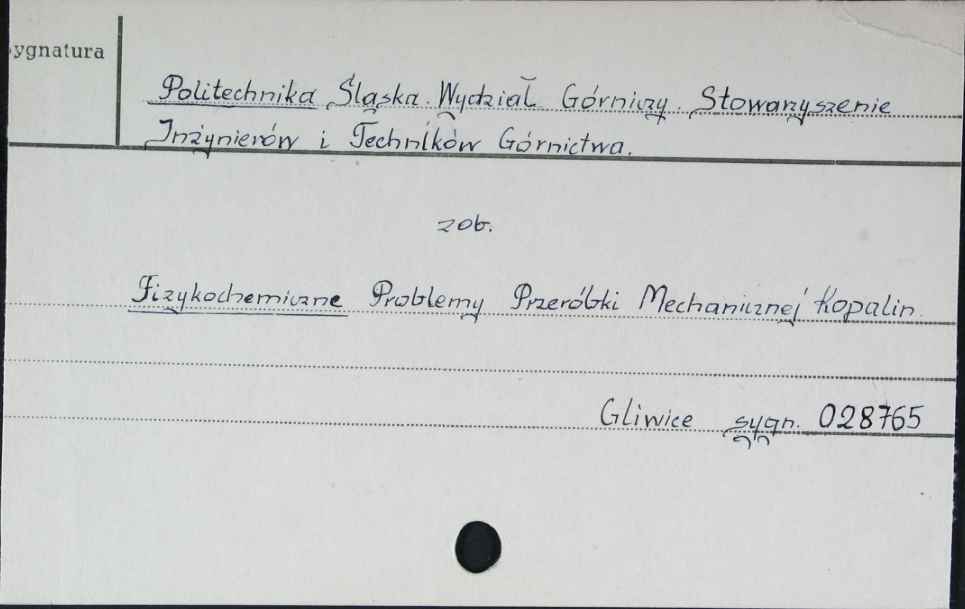 ygnatura
Politechnika Śląska. Wydział Górniczy. Stowarzyszenie
Inżynierów i Techników Górnictwa.
zob.
Fizykochemiczne Problemy Przeróbki Mechanicznej Kopalin.
Gliwice sygn. 028765